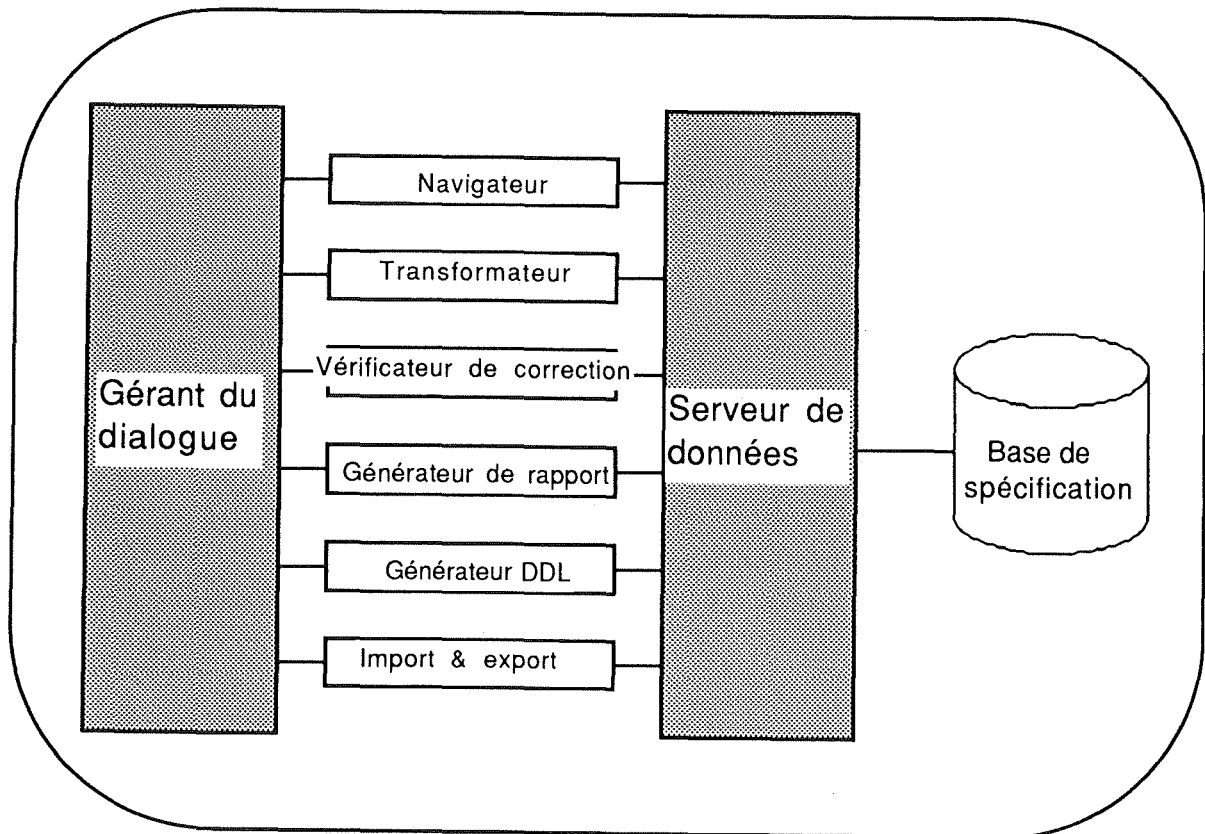 Navigateur
Transformateur
Vérificateur de correction
Générateur de rapport
Générateur DDL
Import & export
Gérant du
dialogue
Serveur de
données
Base de
spécification